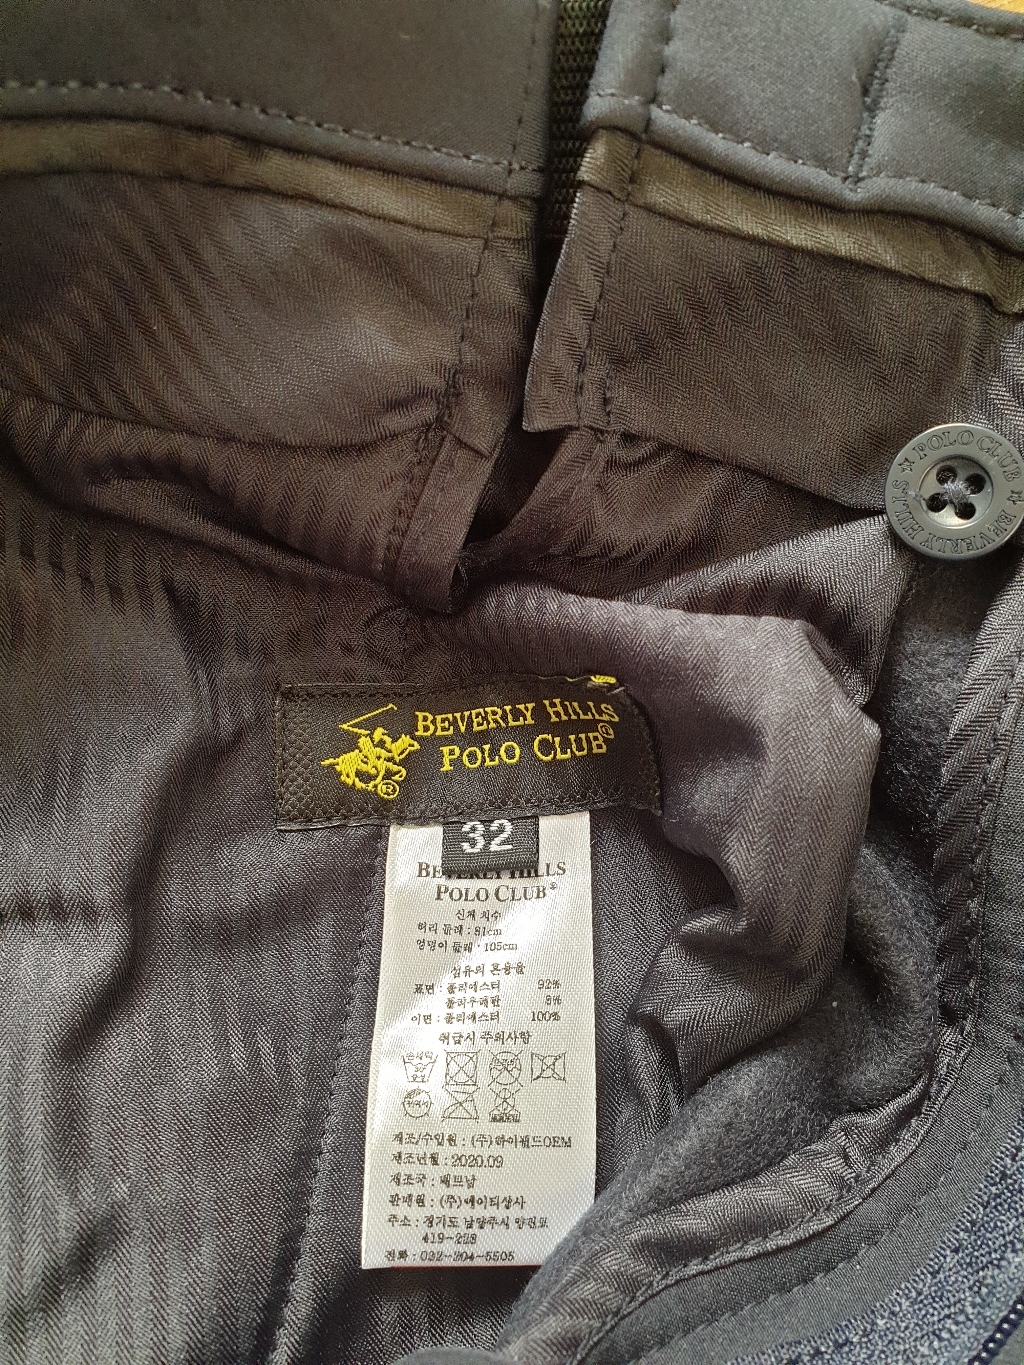 POLO CLUB ☆ BEVERLY HILLS ☆
BEVERLY HILLS
POLO CLUB®
®
32
BEVERLY HILLS
POLO CLUB®
신체 치수
허리 둘레 : 81cm
엉덩이 둘레 : 105cm
섬유의 혼용율
표면 : 폴리에스터 92%
폴리우레탄 8%
이면 : 폴리에스터 100%
취급시 주의사항
제조/수입원 : (주)하이월드OEM
제조년월 : 2020.09
제조국 : 베트남
판매원 : (주)에이티상사
주소 : 경기도 남양주시
419-223
전화 : 032-204-5505